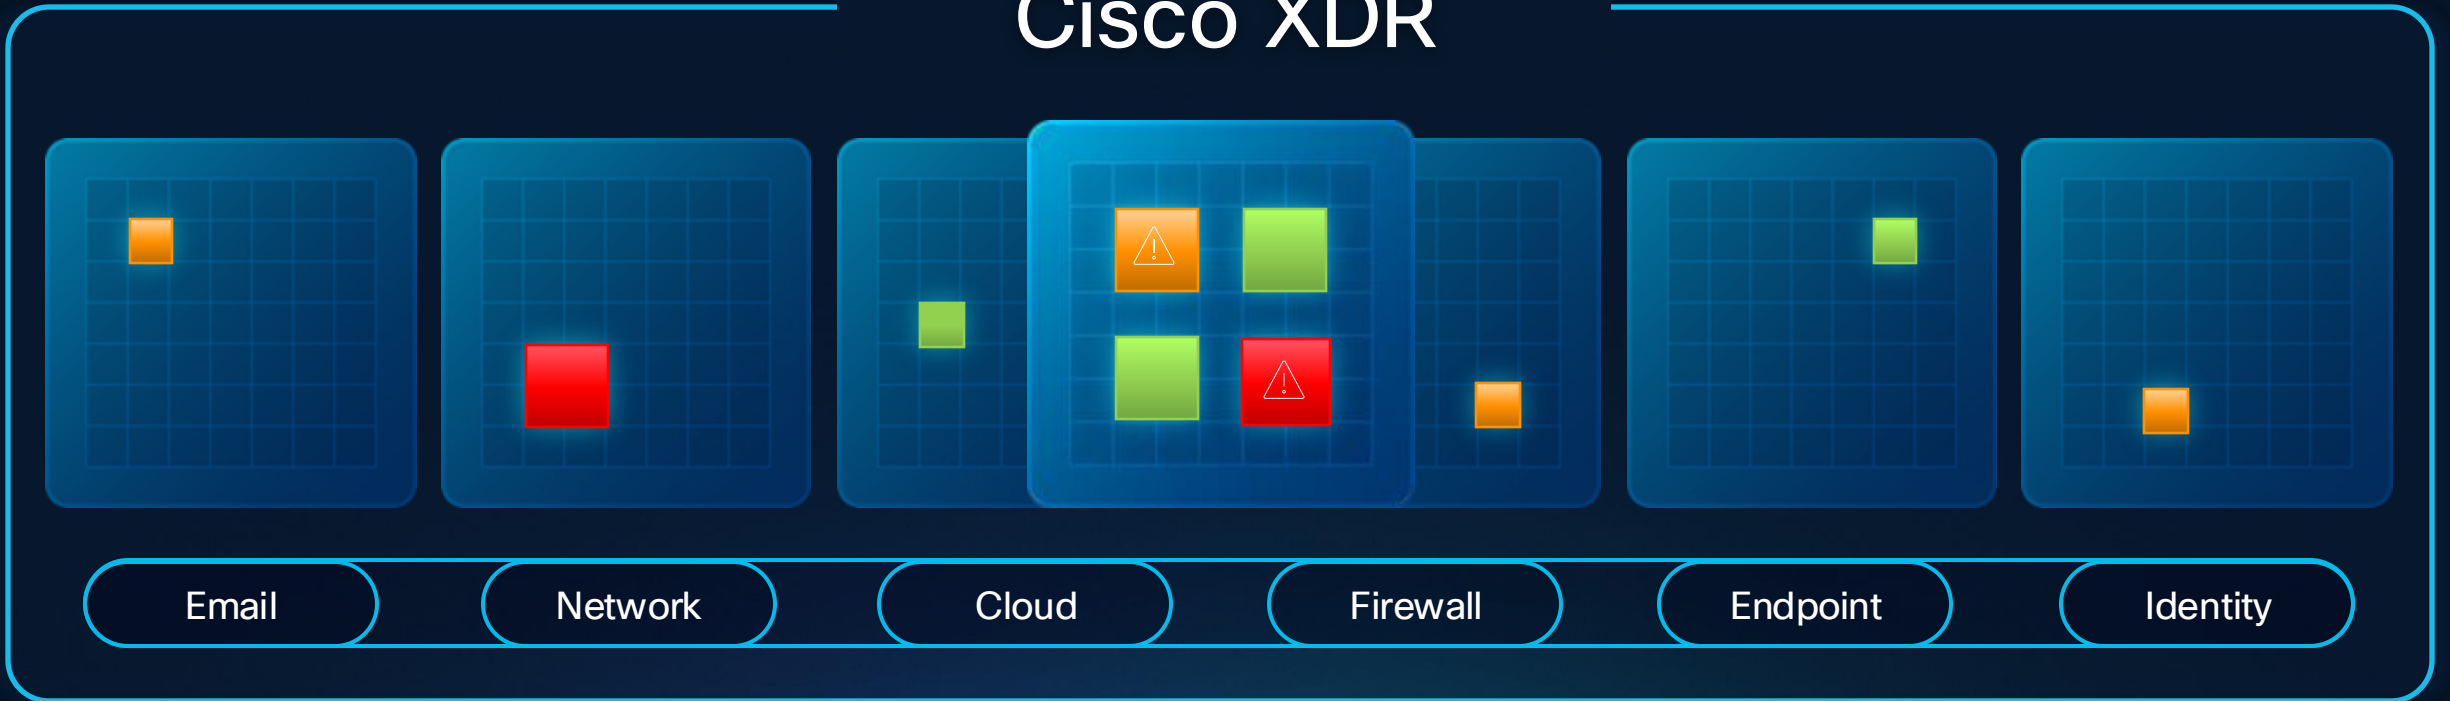 Cisco XDR
Email
Network
Cloud
Firewall
Endpoint
Identity